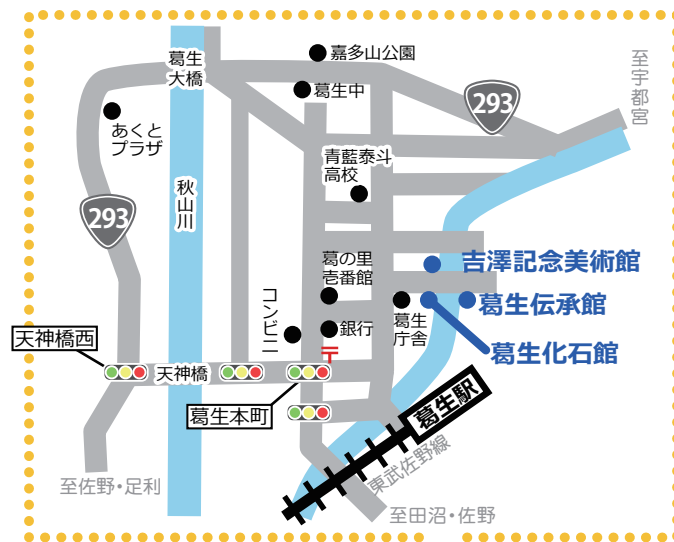 嘉多山公園
葛生
大橋
葛生中
至宇都宮
293
あくと
プラザ
青藍泰斗
高校
秋山川
293
吉澤記念美術館
葛の里
壱番館
コンビニ
葛生伝承館
銀行
葛生
庁舎
天神橋西
〒
葛生化石館
天神橋
葛生本町
葛生駅
東武佐野線
至佐野・足利
至田沼・佐野